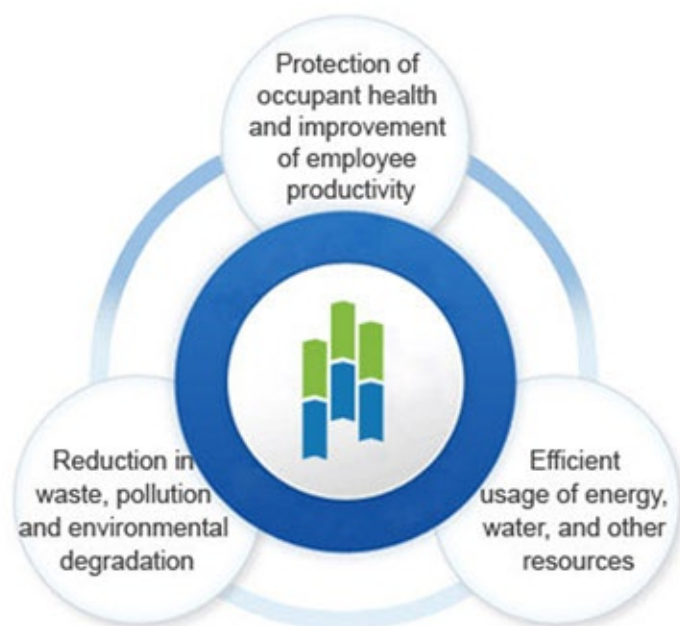 Protection of
occupant health
and improvement
of employee
productivity
Reduction in
waste, pollution
and environmental
degradation
Efficient
usage of energy,
water, and other
resources